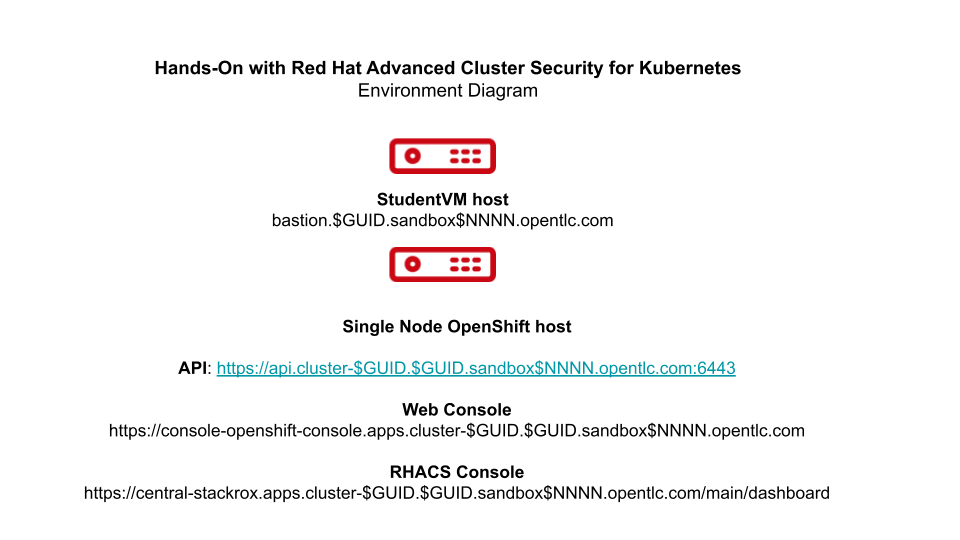 Hands-On with Red Hat Advanced Cluster Security for Kubernetes
Environment Diagram
StudentVM host
bastion.$GUID.sandbox$NNNN.opentlc.com
Single Node OpenShift host
API: https://api.cluster-$GUID.$GUID.sandbox$NNNN.opentlc.com:6443
Web Console
https://console-openshift-console.apps.cluster-$GUID.$GUID.sandbox$NNNN.opentlc.com
RHACS Console
https://central-stackrox.apps.cluster-$GUID.$GUID.sandbox$NNNN.opentlc.com/main/dashboard